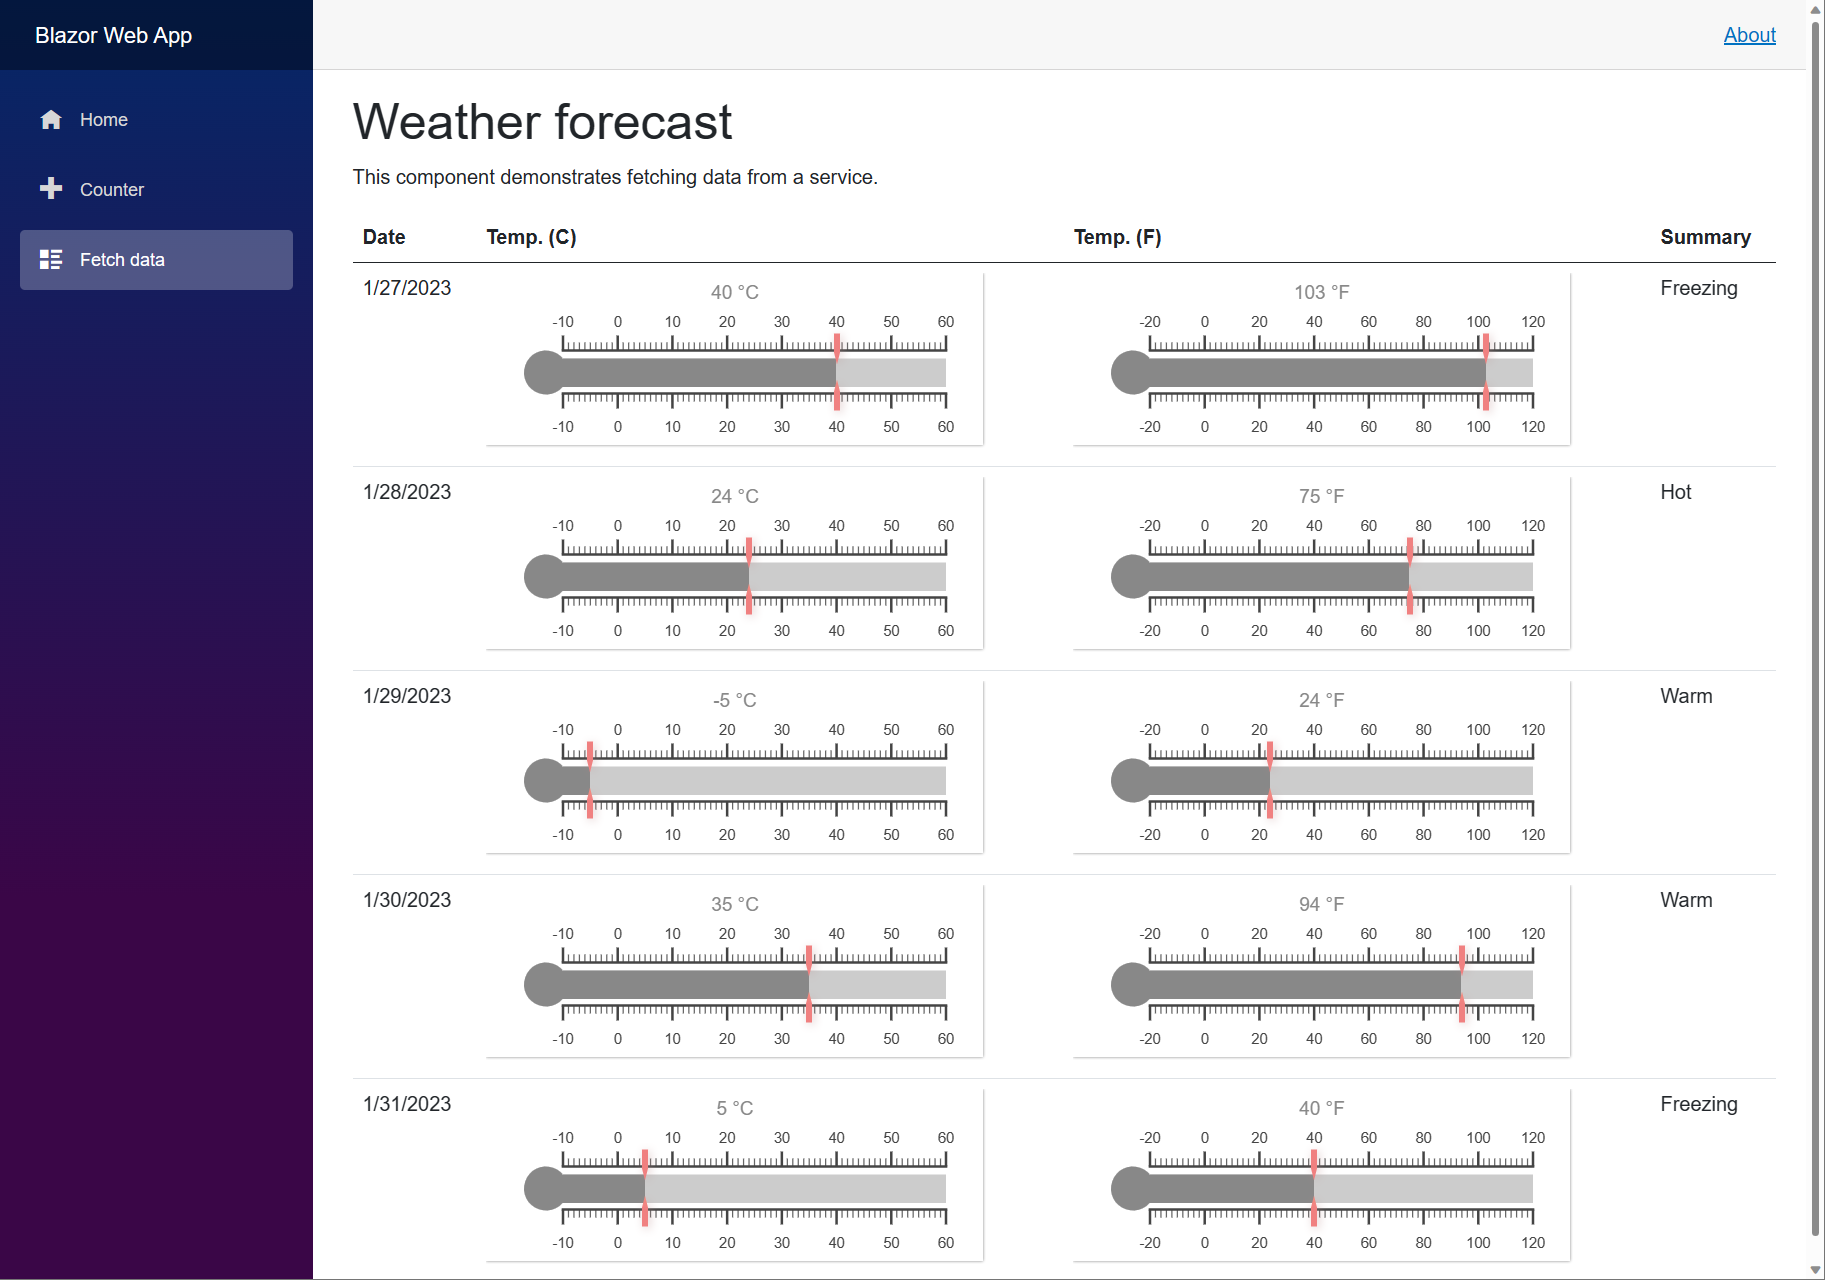 Blazor Web App
About
Home
Counter
Fetch data
Weather forecast
This component demonstrates fetching data from a service.
Date Temp. (C) Temp. (F) Summary
1/27/2023 40 °C 103 °F Freezing
-10 0 10 20 30 40 50 60 -20 0 20 40 60 80 100 120
-10 0 10 20 30 40 50 60 -20 0 20 40 60 80 100 120
1/28/2023 24 °C 75 °F Hot
-10 0 10 20 30 40 50 60 -20 0 20 40 60 80 100 120
-10 0 10 20 30 40 50 60 -20 0 20 40 60 80 100 120
1/29/2023 -5 °C 24 °F Warm
-10 0 10 20 30 40 50 60 -20 0 20 40 60 80 100 120
-10 0 10 20 30 40 50 60 -20 0 20 40 60 80 100 120
1/30/2023 35 °C 94 °F Warm
-10 0 10 20 30 40 50 60 -20 0 20 40 60 80 100 120
-10 0 10 20 30 40 50 60 -20 0 20 40 60 80 100 120
1/31/2023 5 °C 40 °F Freezing
-10 0 10 20 30 40 50 60 -20 0 20 40 60 80 100 120
-10 0 10 20 30 40 50 60 -20 0 20 40 60 80 100 120